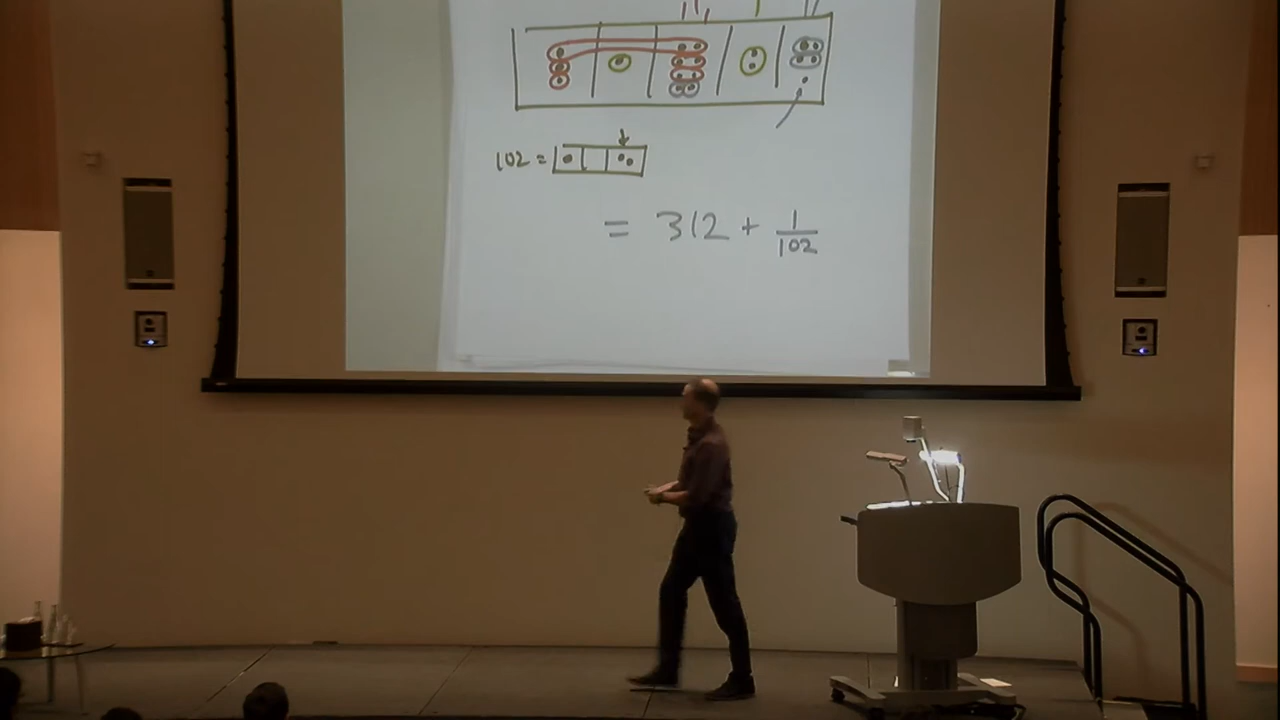 102 =
= 312 + 1/102